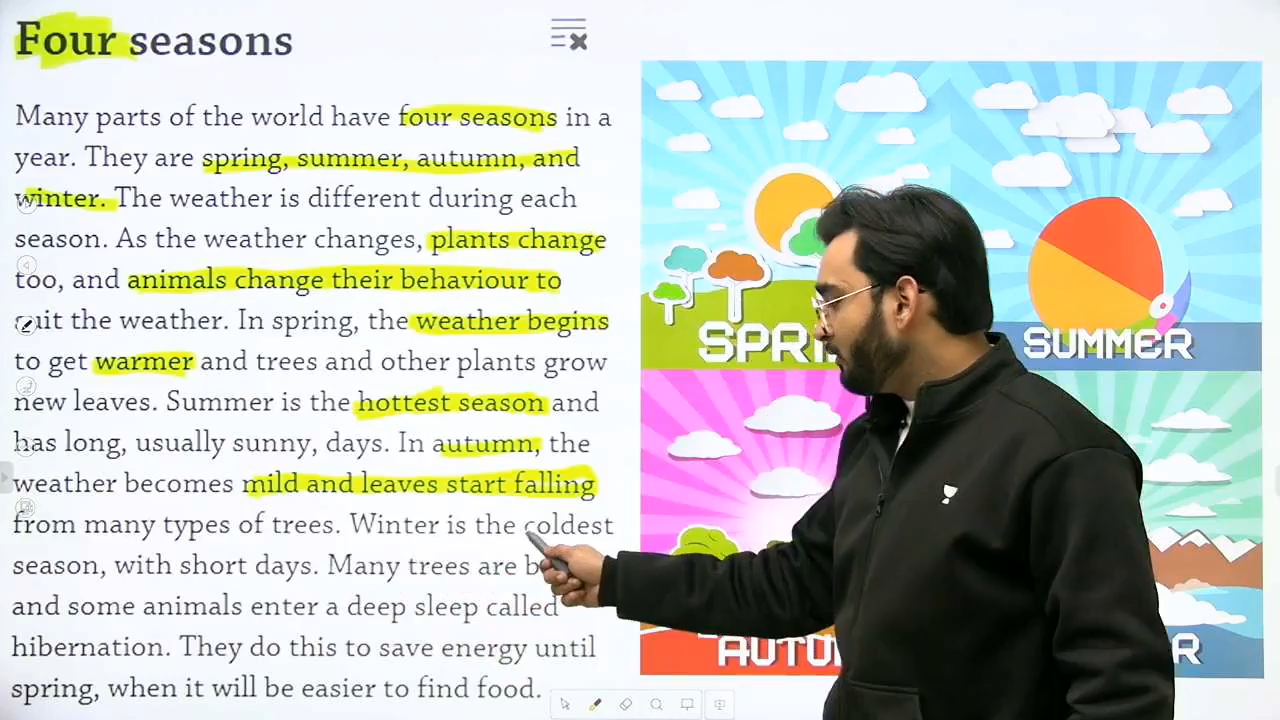 Four seasons
Many parts of the world have four seasons in a
year. They are spring, summer, autumn, and
winter. The weather is different during each
season. As the weather changes, plants change
too, and animals change their behaviour to
suit the weather. In spring, the weather begins
to get warmer and trees and other plants grow
new leaves. Summer is the hottest season and
has long, usually sunny, days. In autumn, the
weather becomes mild and leaves start falling
from many types of trees. Winter is the coldest
season, with short days. Many trees are b
and some animals enter a deep sleep called
hibernation. They do this to save energy until
spring, when it will be easier to find food.
SPRI
SUMMER
AUTU
R